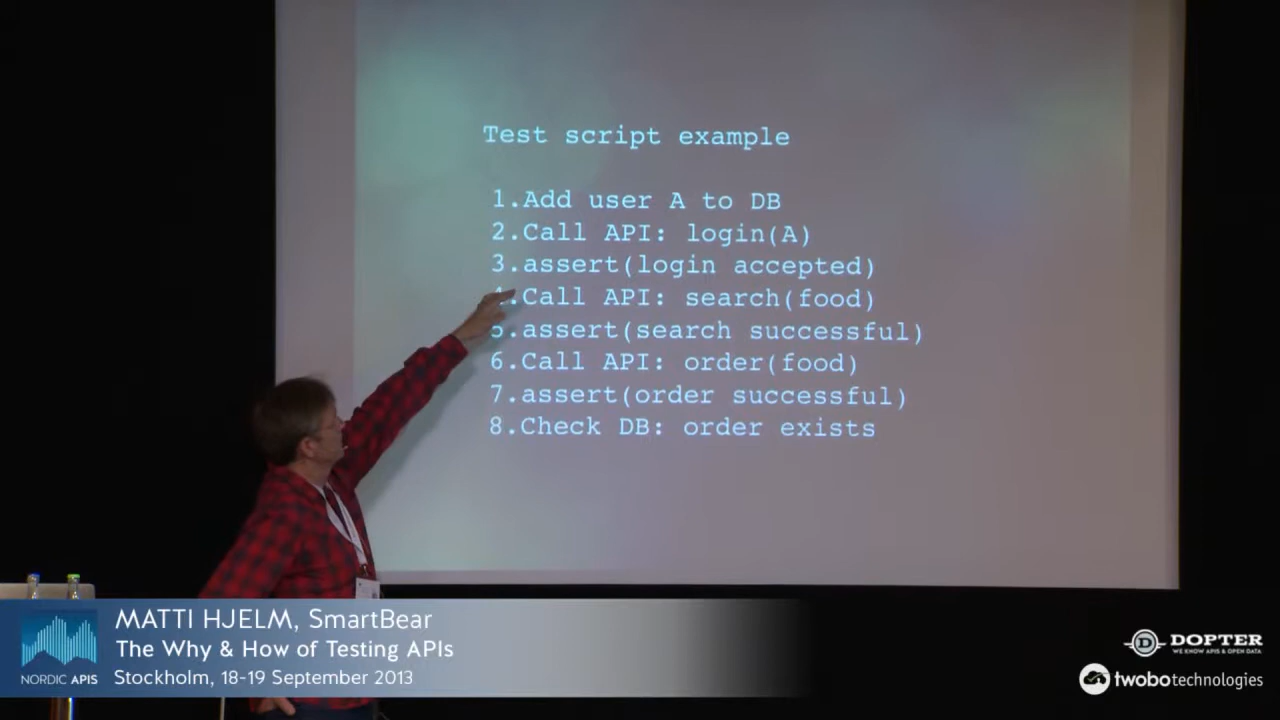 Test script example
1.Add user A to DB
2.Call API: login(A)
3.assert(login accepted)
4.Call API: search(food)
5.assert(search successful)
6.Call API: order(food)
7.assert(order successful)
8.Check DB: order exists
MATTI HJELM, SmartBear
The Why & How of Testing APIs
Stockholm, 18-19 September 2013
NORDIC APIS
D DOPTER
WE KNOW APIS & OPEN DATA
twobotechnologies